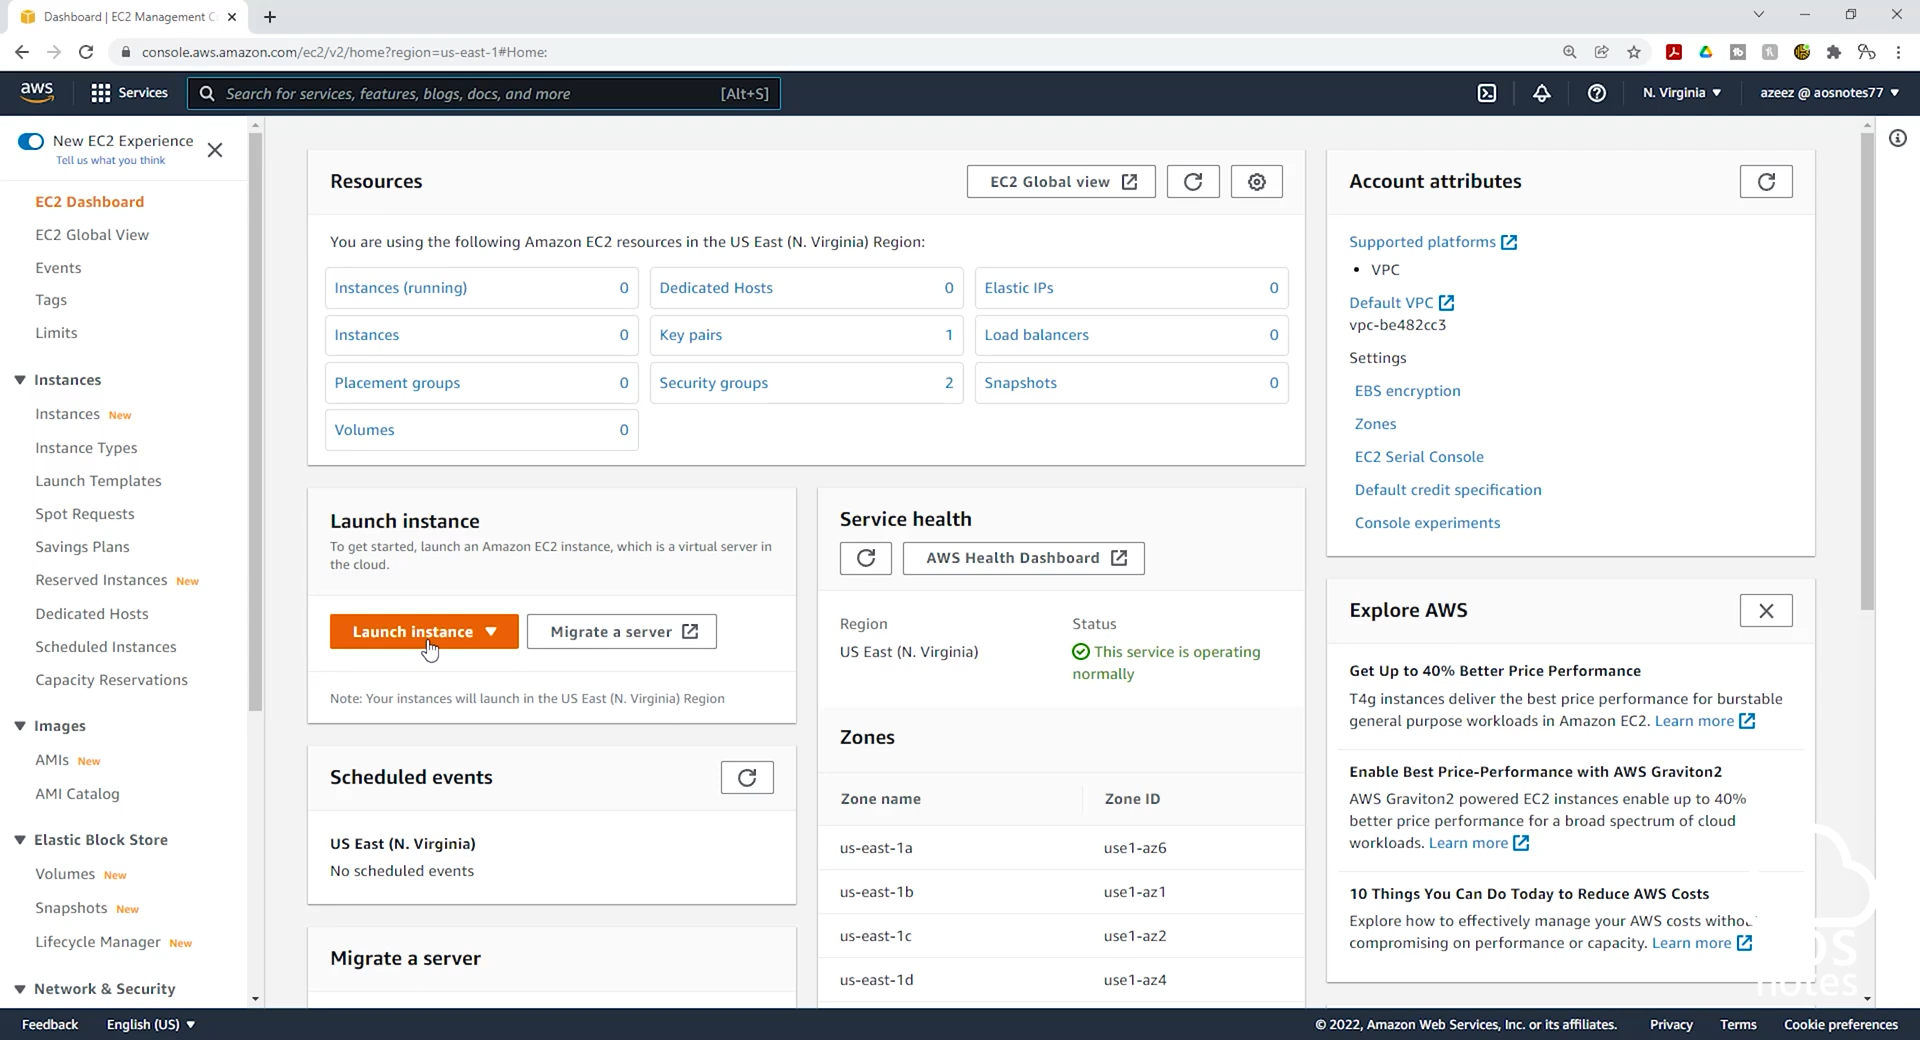 Dashboard | EC2 Management C
console.aws.amazon.com/ec2/v2/home?region=us-east-1#Home:
aws
Services
Search for services, features, blogs, docs, and more
[Alt+S]
N. Virginia
azeez @ aosnotes77
New EC2 Experience
Tell us what you think
EC2 Dashboard
EC2 Global View
Events
Tags
Limits
Instances
Instances New
Instance Types
Launch Templates
Spot Requests
Savings Plans
Reserved Instances New
Dedicated Hosts
Scheduled Instances
Capacity Reservations
Images
AMIs New
AMI Catalog
Elastic Block Store
Volumes New
Snapshots New
Lifecycle Manager New
Network & Security
Resources
EC2 Global view
You are using the following Amazon EC2 resources in the US East (N. Virginia) Region:
Instances (running) 0
Dedicated Hosts 0
Elastic IPs 0
Instances 0
Key pairs 1
Load balancers 0
Placement groups 0
Security groups 2
Snapshots 0
Volumes 0
Launch instance
To get started, launch an Amazon EC2 instance, which is a virtual server in
the cloud.
Launch instance
Migrate a server
Note: Your instances will launch in the US East (N. Virginia) Region
Scheduled events
US East (N. Virginia)
No scheduled events
Migrate a server
Service health
AWS Health Dashboard
Region
Status
US East (N. Virginia)
This service is operating
normally
Zones
Zone name
Zone ID
us-east-1a
use1-az6
us-east-1b
use1-az1
us-east-1c
use1-az2
us-east-1d
use1-az4
Account attributes
Supported platforms
• VPC
Default VPC
vpc-be482cc3
Settings
EBS encryption
Zones
EC2 Serial Console
Default credit specification
Console experiments
Explore AWS
Get Up to 40% Better Price Performance
T4g instances deliver the best price performance for burstable
general purpose workloads in Amazon EC2. Learn more
Enable Best Price-Performance with AWS Graviton2
AWS Graviton2 powered EC2 instances enable up to 40%
better price performance for a broad spectrum of cloud
workloads. Learn more
10 Things You Can Do Today to Reduce AWS Costs
Explore how to effectively manage your AWS costs withou
compromising on performance or capacity. Learn more
notes
Feedback
English (US)
© 2022, Amazon Web Services, Inc. or its affiliates.
Privacy
Terms
Cookie preferences